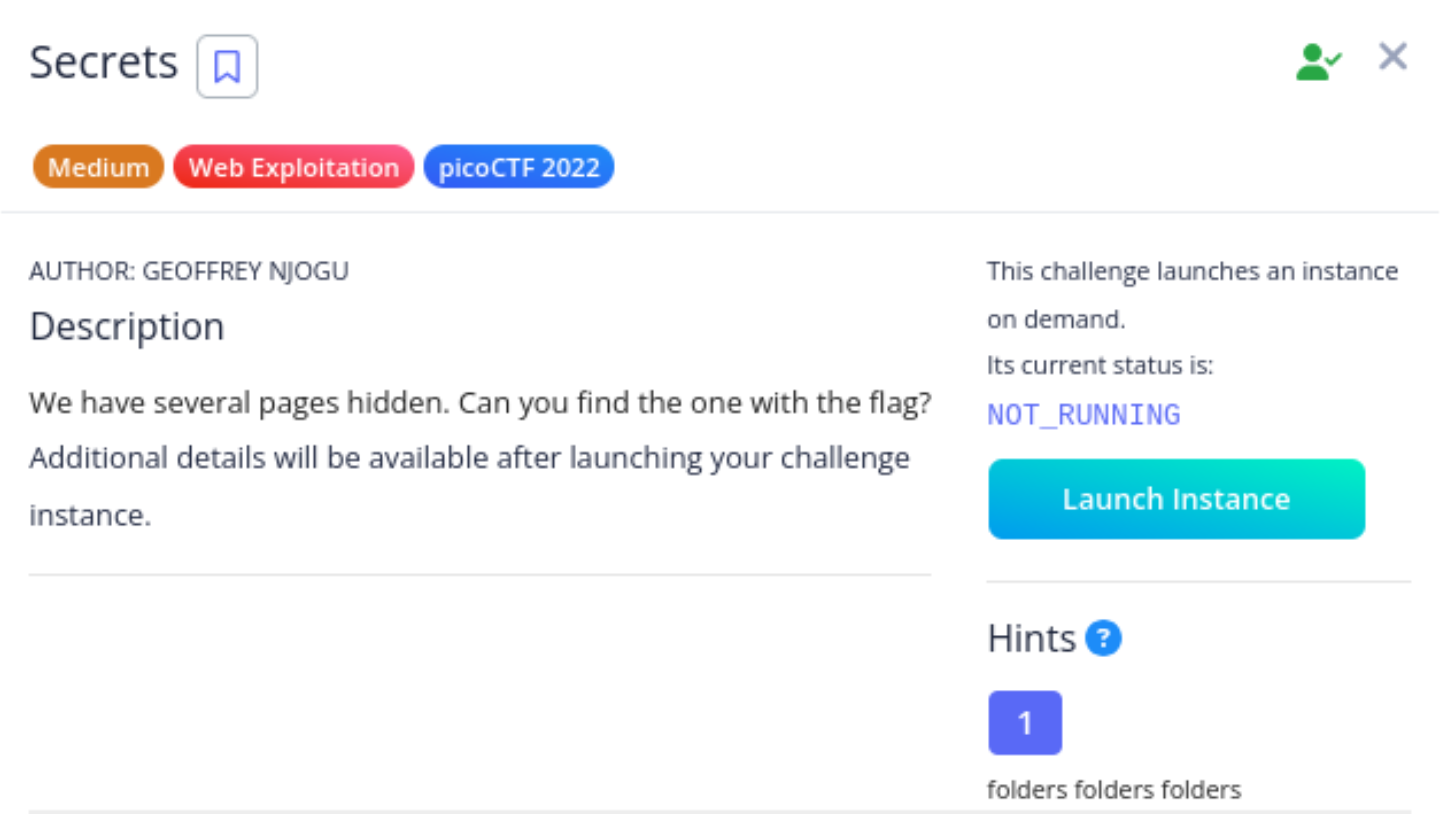 Secrets
Medium Web Exploitation picoCTF 2022
AUTHOR: GEOFFREY NJOGU
Description
We have several pages hidden. Can you find the one with the flag?
Additional details will be available after launching your challenge
instance.
This challenge launches an instance
on demand.
Its current status is:
NOT_RUNNING
Launch Instance
Hints ?
1
folders folders folders